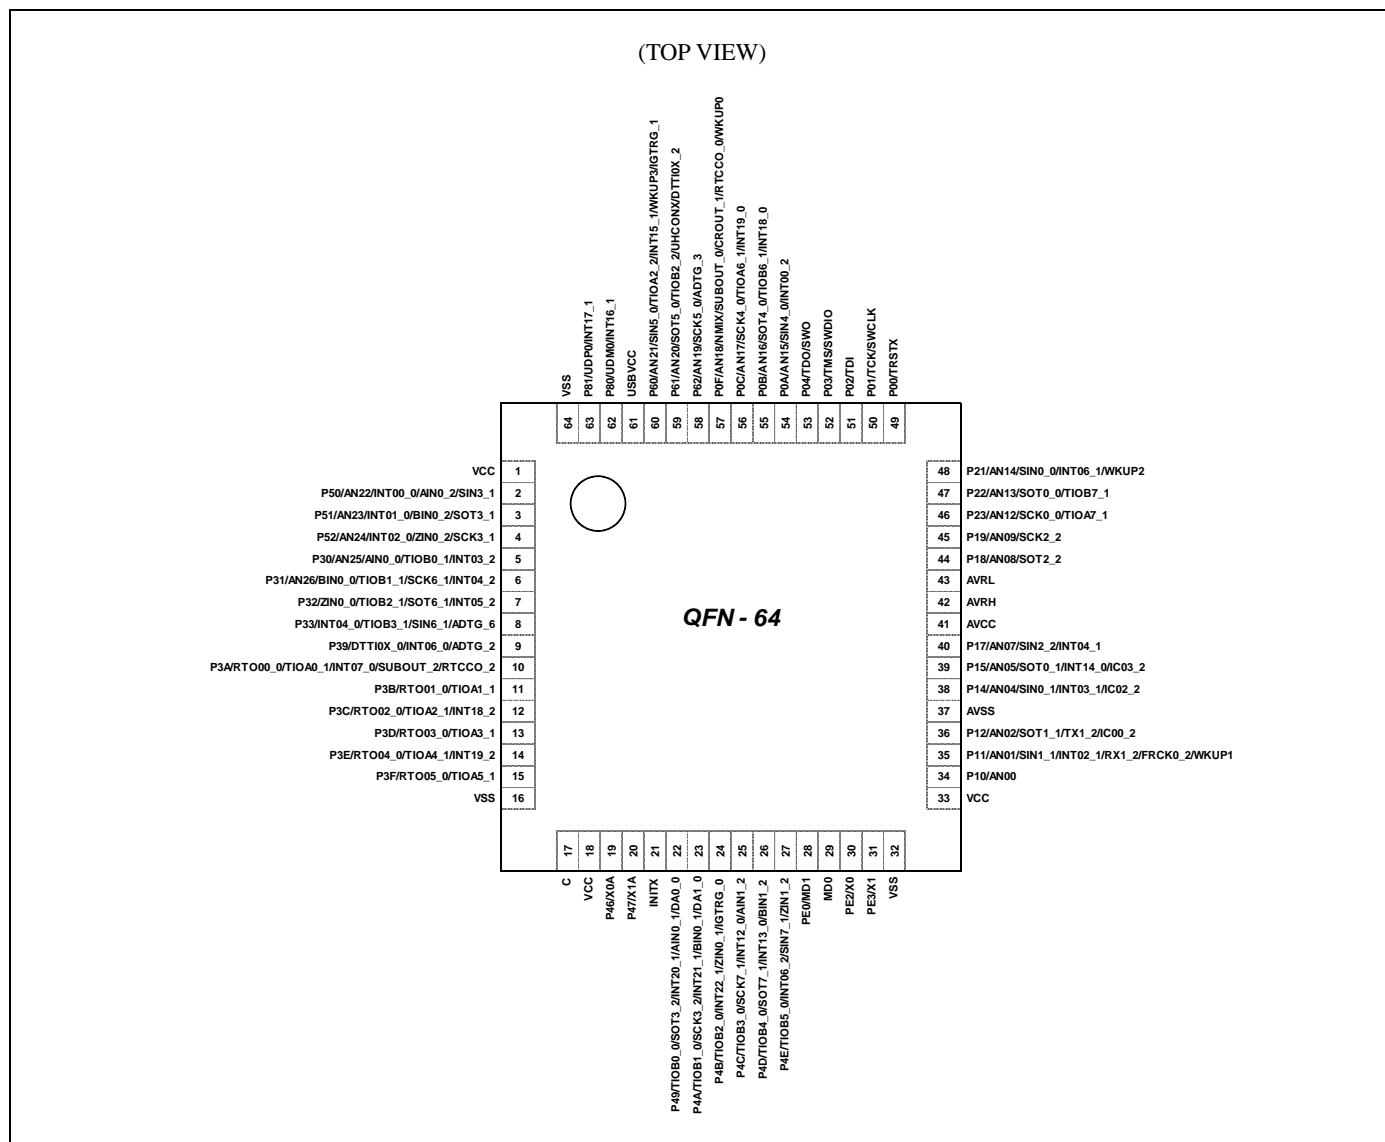 (TOP VIEW)
VSS
P81/UDP0/INT17_1
P80/UDM0/INT16_1
USBVCC
P60/AN21/SIN5_0/TIOA2_2/INT15_1/WKUP3/IGTRG_1
P61/AN20/SOT5_0/TIOB2_2/UHCONX/DTTI0X_2
P62/AN19/SCK5_0/ADTG_3
P0F/AN18/NMIX/SUBOUT_0/CROUT_1/RTCCO_0/WKUP0
P0C/AN17/SCK4_0/TIOA6_1/INT19_0
P0B/AN16/SOT4_0/TIOB6_1/INT18_0
P0A/AN15/SIN4_0/INT00_2
P04/TDO/SWO
P03/TMS/SWDIO
P02/TDI
P01/TCK/SWCLK
P00/TRSTX
64 63 62 61 60 59 58 57 56 55 54 53 52 51 50 49
VCC 1
P50/AN22/INT00_0/AIN0_2/SIN3_1 2
P51/AN23/INT01_0/BIN0_2/SOT3_1 3
P52/AN24/INT02_0/ZIN0_2/SCK3_1 4
P30/AN25/AIN0_0/TIOB0_1/INT03_2 5
P31/AN26/BIN0_0/TIOB1_1/SCK6_1/INT04_2 6
P32/ZIN0_0/TIOB2_1/SOT6_1/INT05_2 7
P33/INT04_0/TIOB3_1/SIN6_1/ADTG_6 8
P39/DTTI0X_0/INT06_0/ADTG_2 9
P3A/RTO00_0/TIOA0_1/INT07_0/SUBOUT_2/RTCCO_2 10
P3B/RTO01_0/TIOA1_1 11
P3C/RTO02_0/TIOA2_1/INT18_2 12
P3D/RTO03_0/TIOA3_1 13
P3E/RTO04_0/TIOA4_1/INT19_2 14
P3F/RTO05_0/TIOA5_1 15
VSS 16
QFN - 64
48 P21/AN14/SIN0_0/INT06_1/WKUP2
47 P22/AN13/SOT0_0/TIOB7_1
46 P23/AN12/SCK0_0/TIOA7_1
45 P19/AN09/SCK2_2
44 P18/AN08/SOT2_2
43 AVRL
42 AVRH
41 AVCC
40 P17/AN07/SIN2_2/INT04_1
39 P15/AN05/SOT0_1/INT14_0/IC03_2
38 P14/AN04/SIN0_1/INT03_1/IC02_2
37 AVSS
36 P12/AN02/SOT1_1/TX1_2/IC00_2
35 P11/AN01/SIN1_1/INT02_1/RX1_2/FRCK0_2/WKUP1
34 P10/AN00
33 VCC
17 18 19 20 21 22 23 24 25 26 27 28 29 30 31 32
C
VCC
P46/X0A
P47/X1A
INITX
P49/TIOB0_0/SOT3_2/INT20_1/AIN0_1/DA0_0
P4A/TIOB1_0/SCK3_2/INT21_1/BIN0_1/DA1_0
P4B/TIOB2_0/INT22_1/ZIN0_1/IGTRG_0
P4C/TIOB3_0/SCK7_1/INT12_0/AIN1_2
P4D/TIOB4_0/SOT7_1/INT13_0/BIN1_2
P4E/TIOB5_0/INT06_2/SIN7_1/ZIN1_2
PE0/MD1
MD0
PE2/X0
PE3/X1
VSS